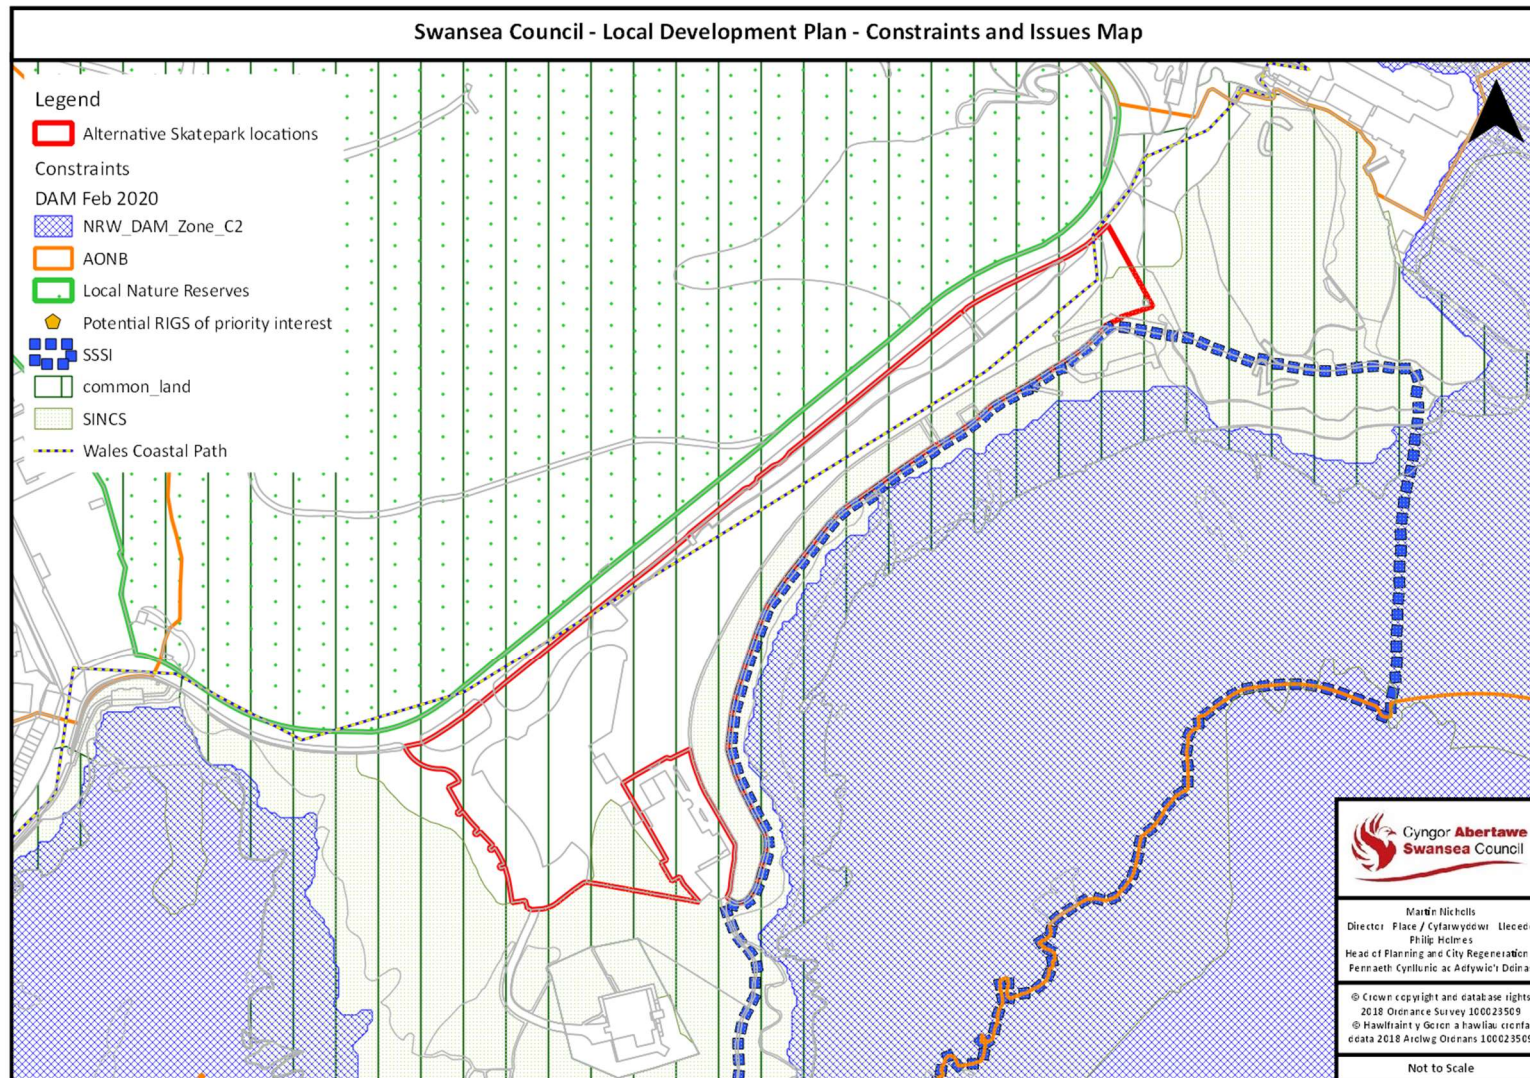 Swansea Council - Local Development Plan - Constraints and Issues Map
Legend
Alternative Skatepark locations
Constraints
DAM Feb 2020
NRW_DAM_Zone_C2
AONB
Local Nature Reserves
Potential RIGS of priority interest
SSSI
common_land
SINCS
Wales Coastal Path
Cyngor Abertawe
Swansea Council
Martin Nicholls
Director Place / Cyfarwyddwr
Philip Holmes
Head of Planning and City Regeneration
Pennaeth Cynllunio ac Adfywio'r Ddina
© Crown copyright and database rights
2018 Ordnance Survey 100023509
© Hawlfraint y Goron a hawliau cronfa
ddata 2018 Arolwg Ordnans 100023509
Not to Scale